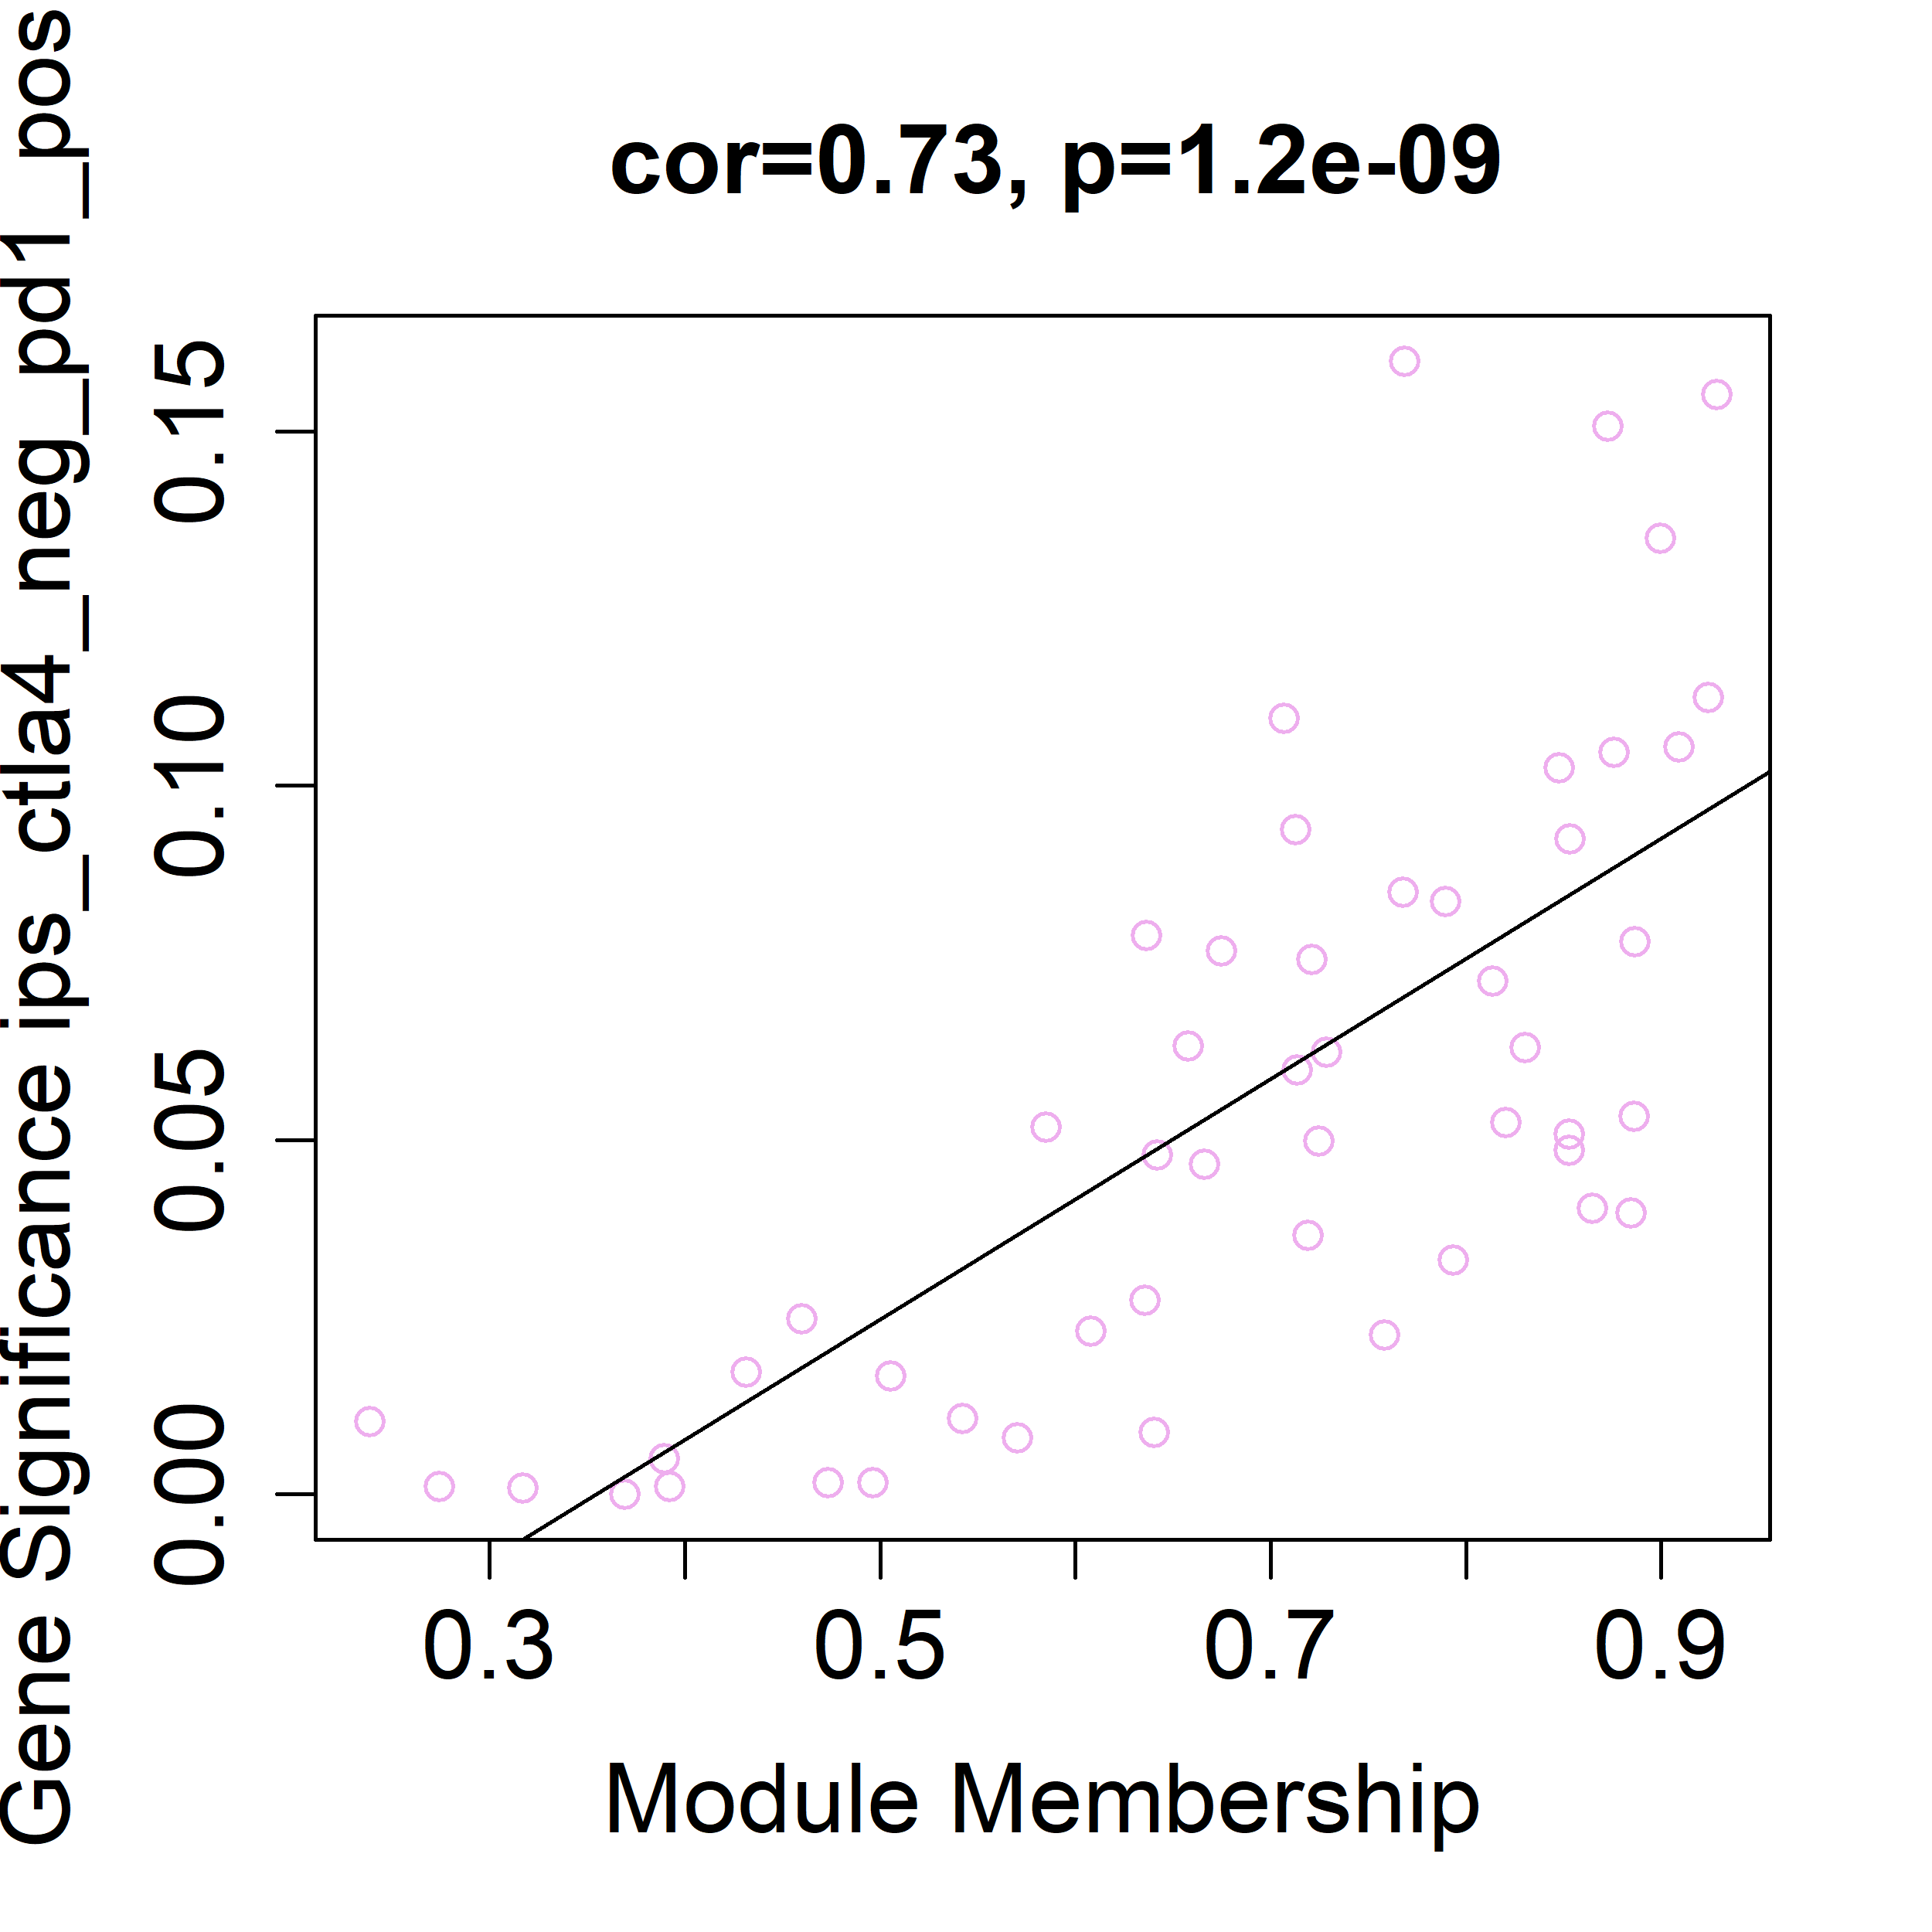 cor=0.73, p=1.2e-09
Gene Significance ips_ctla4_neg_pd1_pos
0.15
0.10
0.05
0.00
0.3 0.5 0.7 0.9
Module Membership